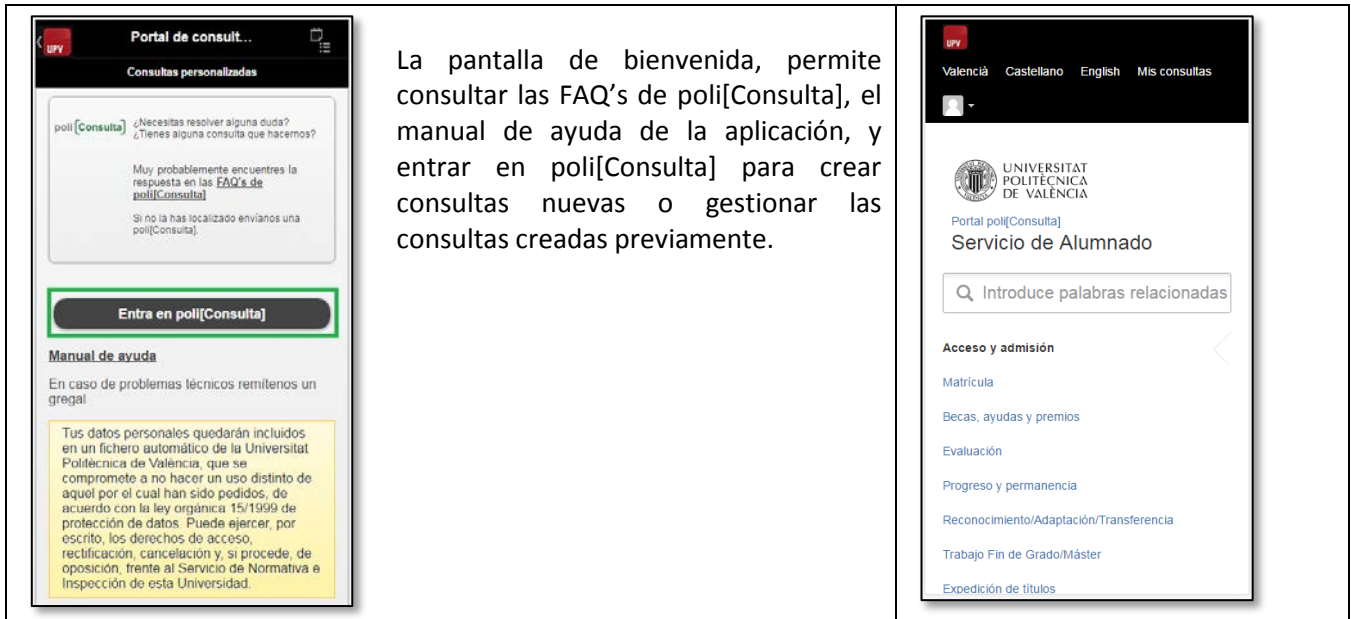 UPV
Portal de consult...
Consultas personalizadas
poli[Consulta]
¿Necesitas resolver alguna duda?
¿Tienes alguna consulta que hacernos?
Muy probablemente encuentres la
respuesta en las FAQ's de
poli[Consulta]
Si no la has localizado envíanos una
poli[Consulta].
Entra en poli[Consulta]
Manual de ayuda
En caso de problemas técnicos remítenos un
gregal
Tus datos personales quedarán incluidos
en un fichero automático de la Universitat
Politècnica de València, que se
compromete a no hacer un uso distinto de
aquel por el cual han sido pedidos, de
acuerdo con la ley orgánica 15/1999 de
protección de datos. Puede ejercer, por
escrito, los derechos de acceso,
rectificación, cancelación y, si procede, de
oposición, frente al Servicio de Normativa e
Inspección de esta Universidad.
La pantalla de bienvenida, permite
consultar las FAQ's de poli[Consulta], el
manual de ayuda de la aplicación, y
entrar en poli[Consulta] para crear
consultas nuevas o gestionar las
consultas creadas previamente.
UPV
Valencià Castellano English Mis consultas
UNIVERSITAT
POLITÈCNICA
DE VALÈNCIA
Portal poli[Consulta]
Servicio de Alumnado
Introduce palabras relacionadas
Acceso y admisión
Matrícula
Becas, ayudas y premios
Evaluación
Progreso y permanencia
Reconocimiento/Adaptación/Transferencia
Trabajo Fin de Grado/Máster
Expedición de títulos